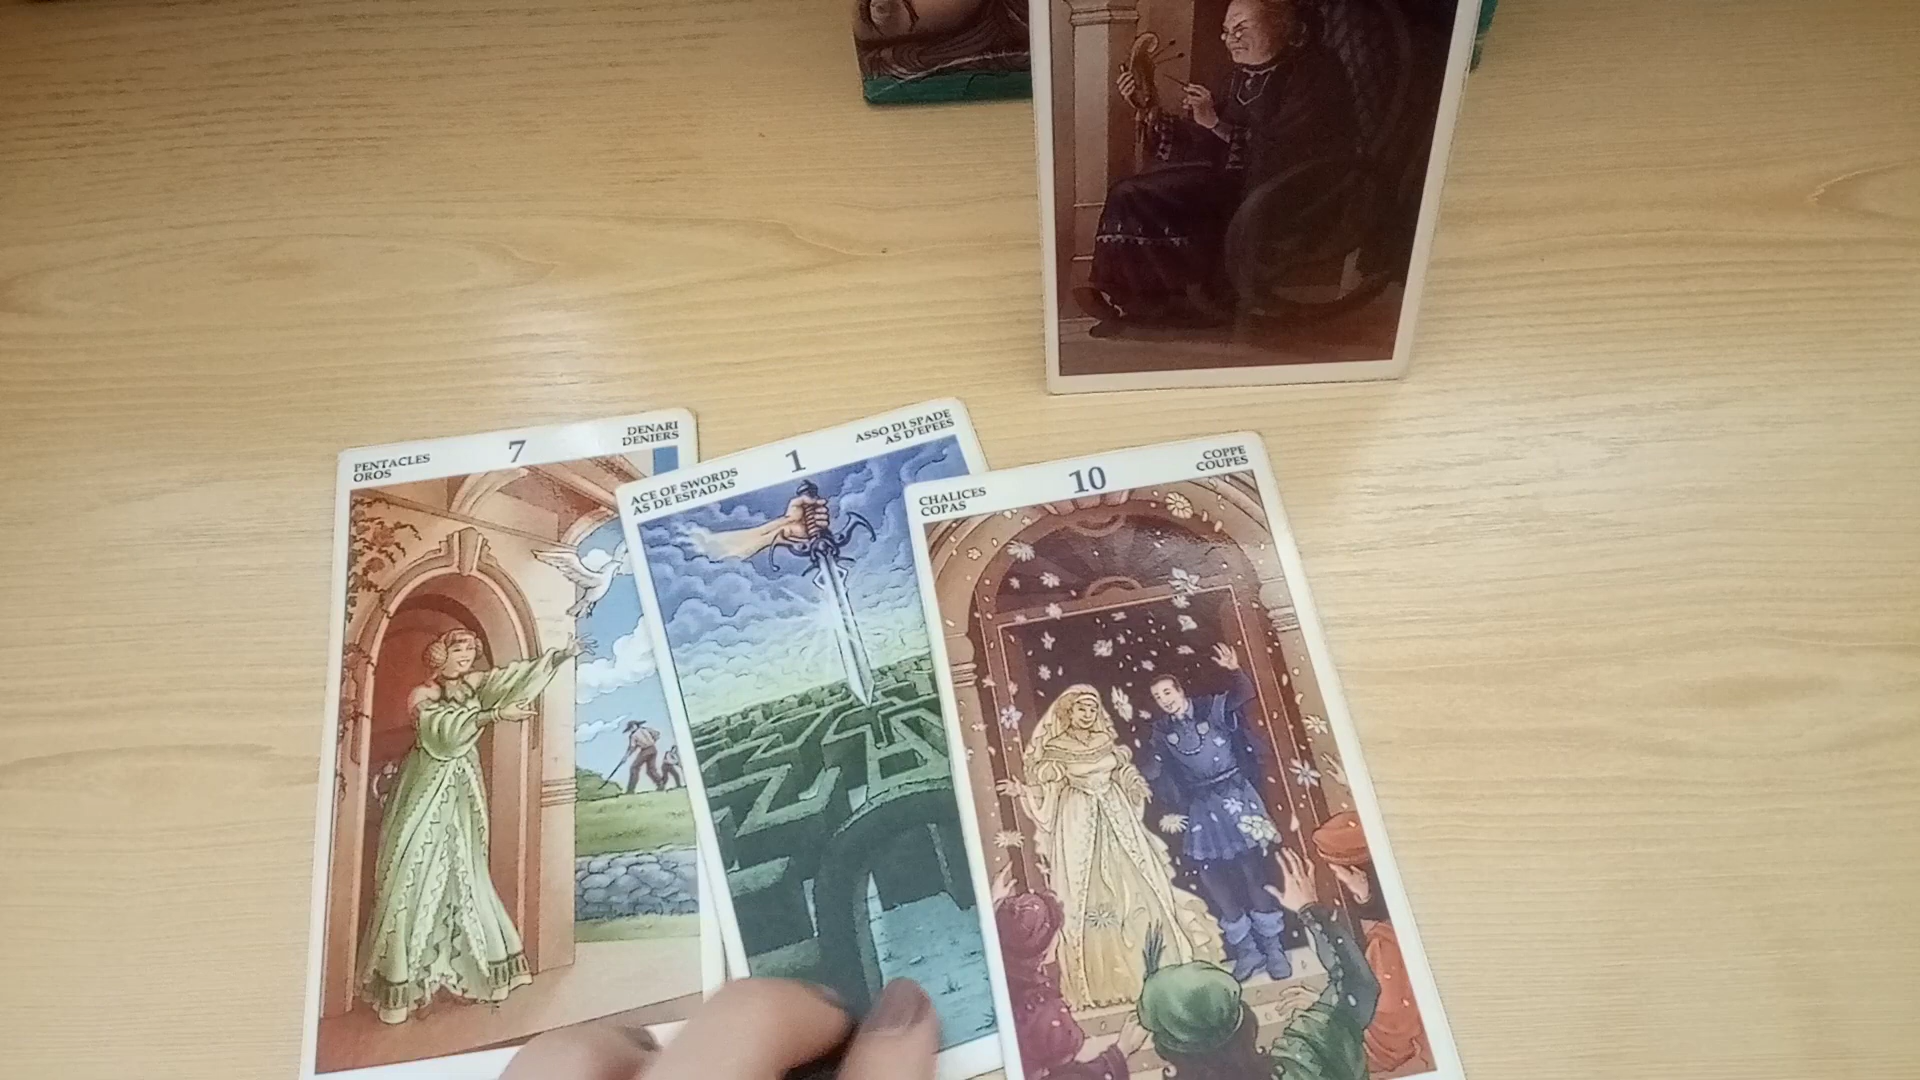 PENTACLES
OROS
7
DENARI
DENIERS
ACE OF SWORDS
AS DE ESPADAS
1
ASSO DI SPADE
AS D'EPEES
CHALICES
COPAS
10
COPPE
COUPES